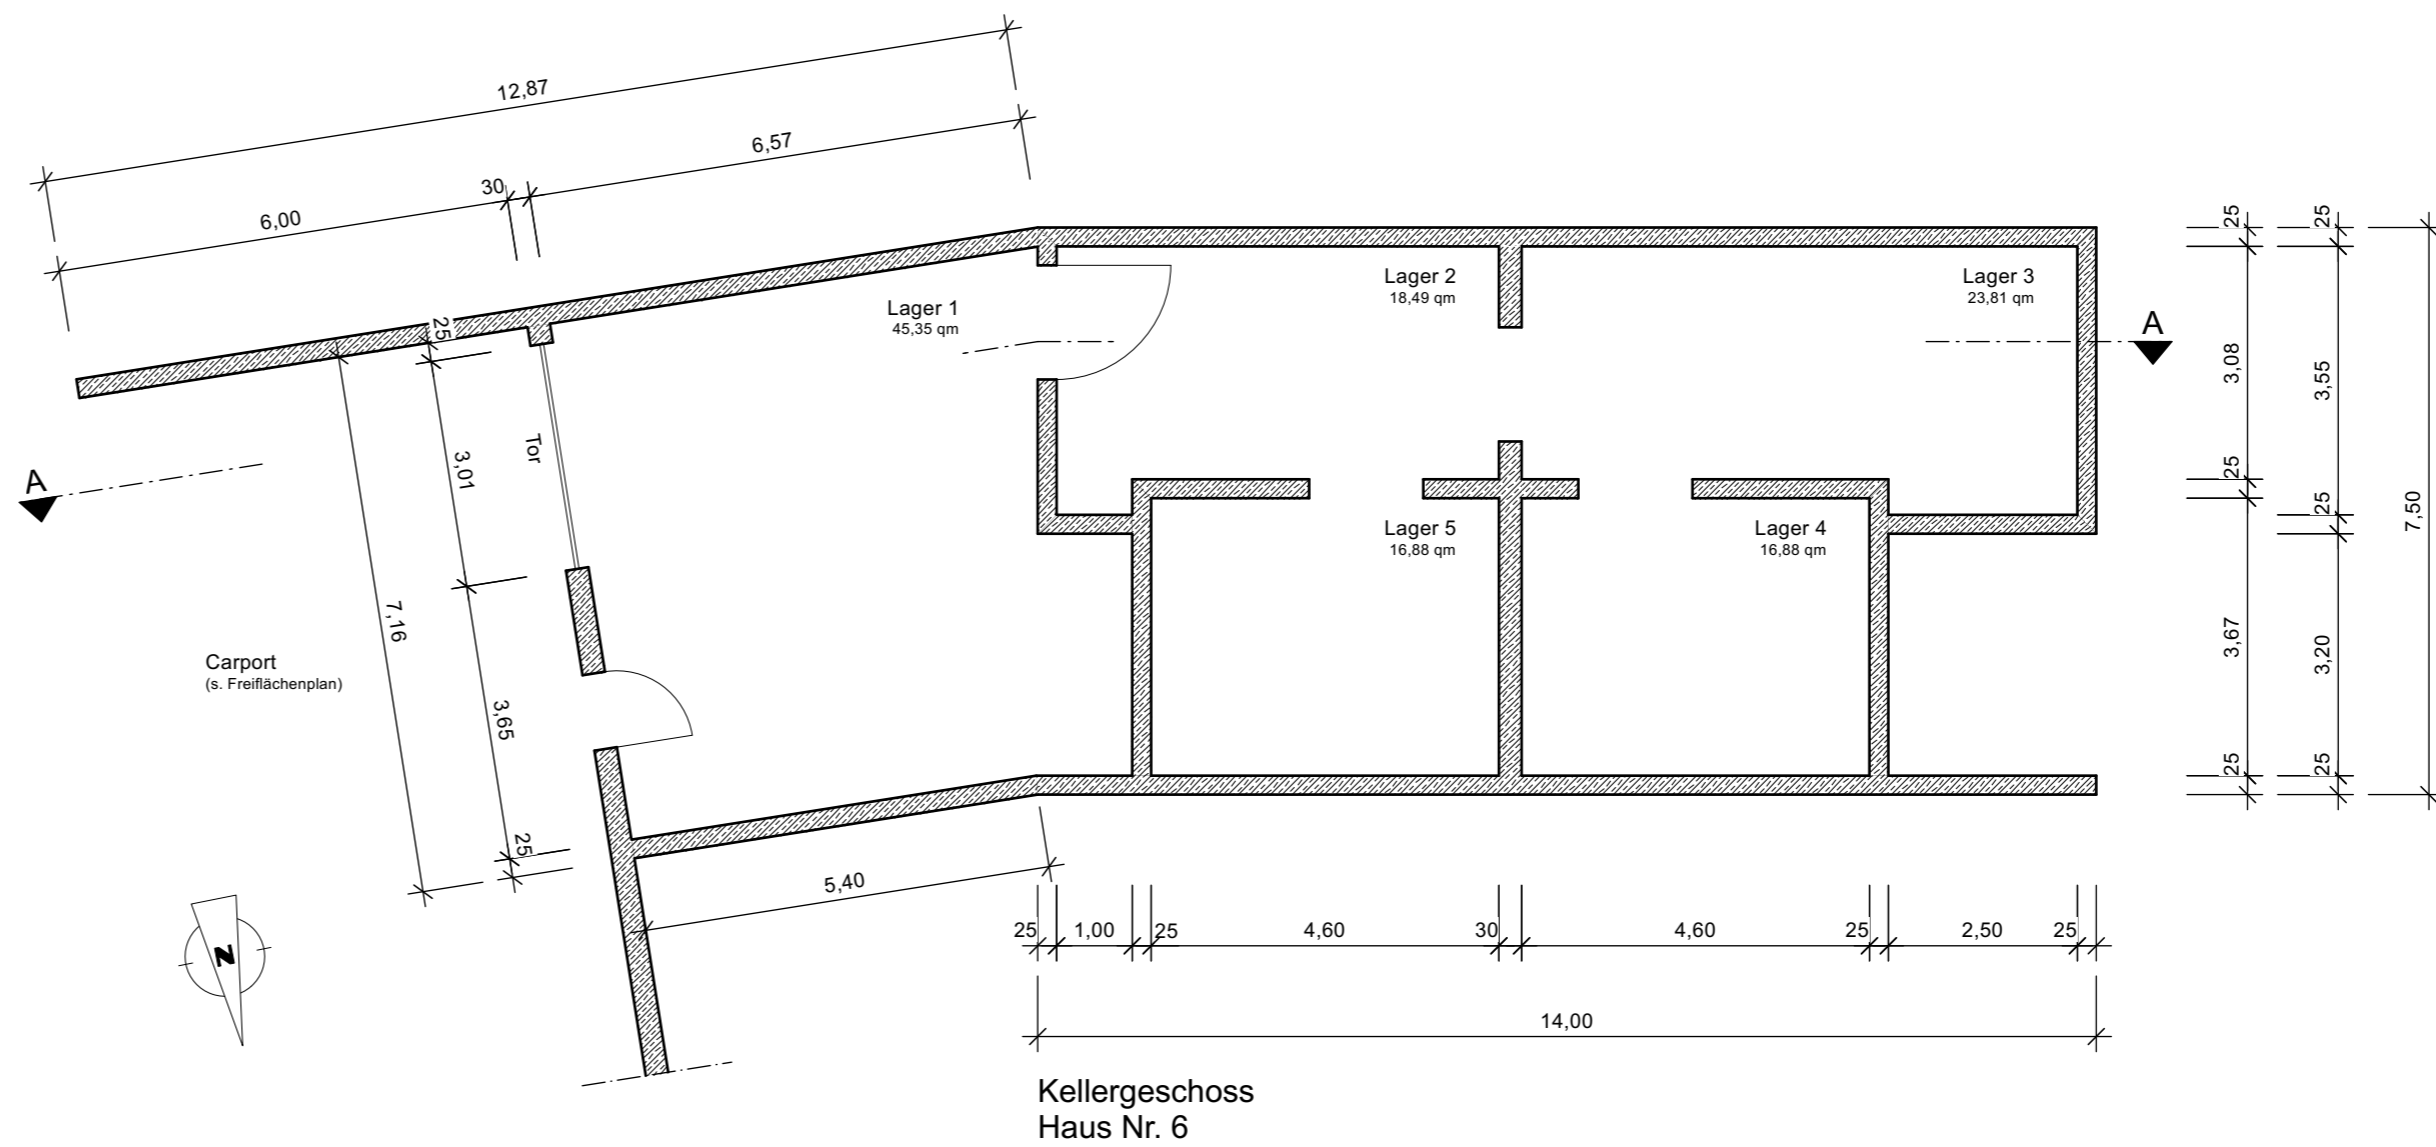 12,87
6,57
30
6,00
25
25
25
Lager 1
45,35 qm
Lager 2
18,49 qm
Lager 3
23,81 qm
A
3,08
3,55
25
3,01
Tor
A
25
25
7,50
Lager 5
16,88 qm
Lager 4
16,88 qm
7,16
Carport
(s. Freiflächenplan)
3,65
3,67
3,20
25
25
25
5,40
N
25
1,00
25
4,60
30
4,60
25
2,50
25
14,00
Kellergeschoss
Haus Nr. 6